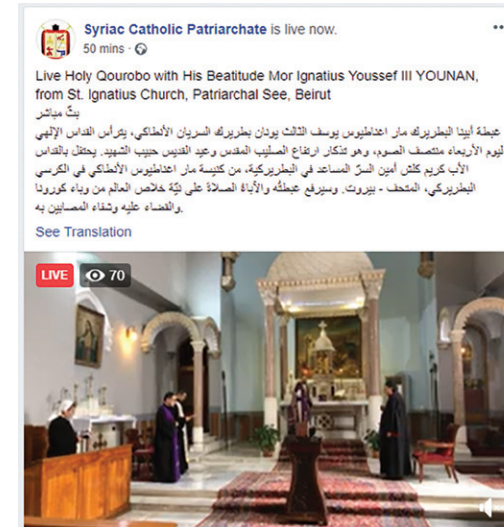 Syriac Catholic Patriarchate is live now.
50 mins ·
Live Holy Qourobo with His Beatitude Mor Ignatius Youssef III YOUNAN,
from St. Ignatius Church, Patriarchal See, Beirut
بثّ مباشر
غبطة أبينا البطريرك مار اغناطيوس يوسف الثالث يونان بطريرك السريان الأنطاكي، يترأس القداس الإلهي
اليوم الأربعاء منتصف الصوم، وهو تذكار ارتفاع الصليب المقدس وعيد القديس حبيب الشهيد. يحتفل بالقداس
الأب كريم كلش أمين السرّ المساعد في البطريركية، من كنيسة مار اغناطيوس الأنطاكي في الكرسي
البطريركي، المتحف - بيروت. وسيرفع غبطتُه والآباءُ الصلاةَ على نيّة خلاص العالم من وباء كورونا
والقضاء عليه وشفاء المصابين به.
See Translation
LIVE 70